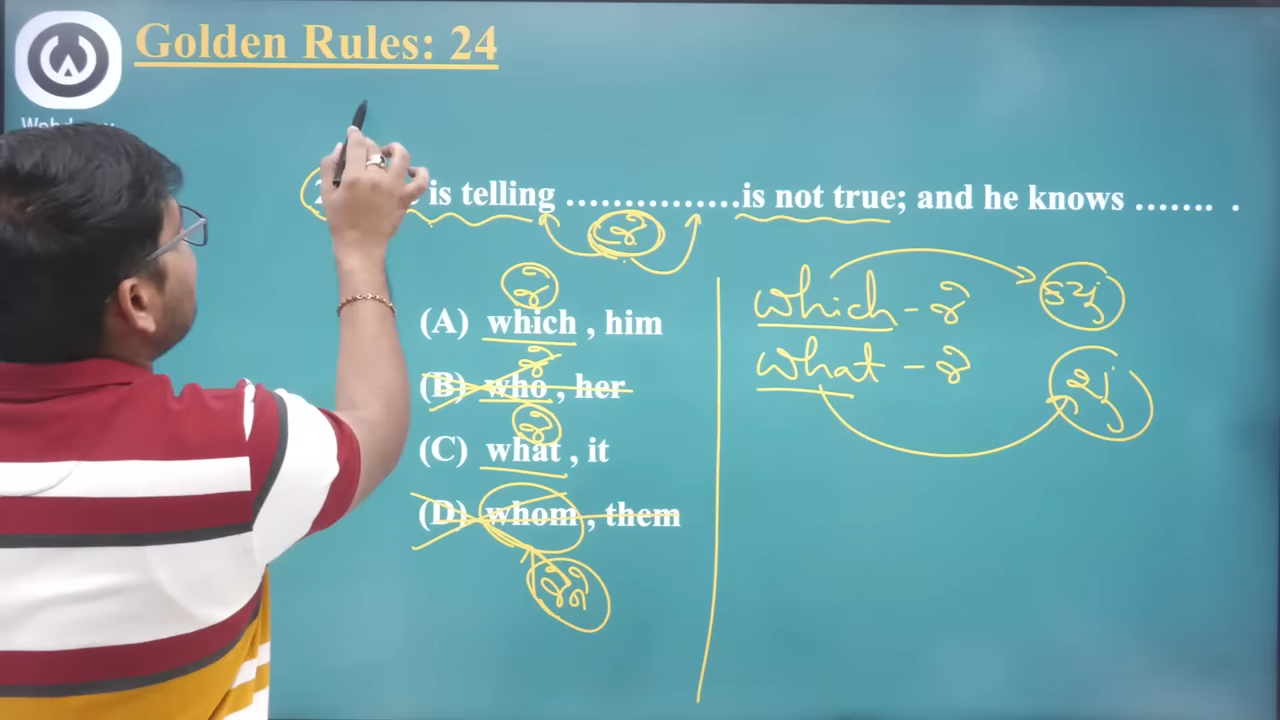 Golden Rules: 24
is telling ……………is not true; and he knows ……. .
(A) which , him
(B) who , her
(C) what , it
(D) whom , them
which -
what -